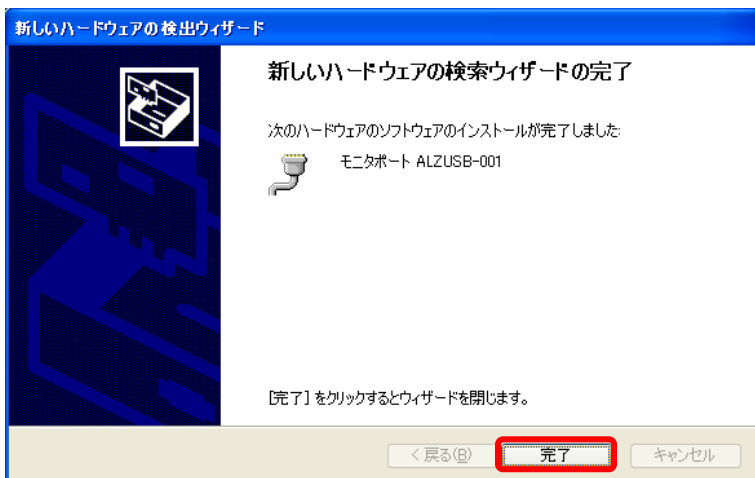 新しいハードウェアの検出ウィザード
新しいハードウェアの検索ウィザードの完了
次のハードウェアのソフトウェアのインストールが完了しました:
モニタポート ALZUSB-001
[完了] をクリックするとウィザードを閉じます。
< 戻る(B) 完了 キャンセル